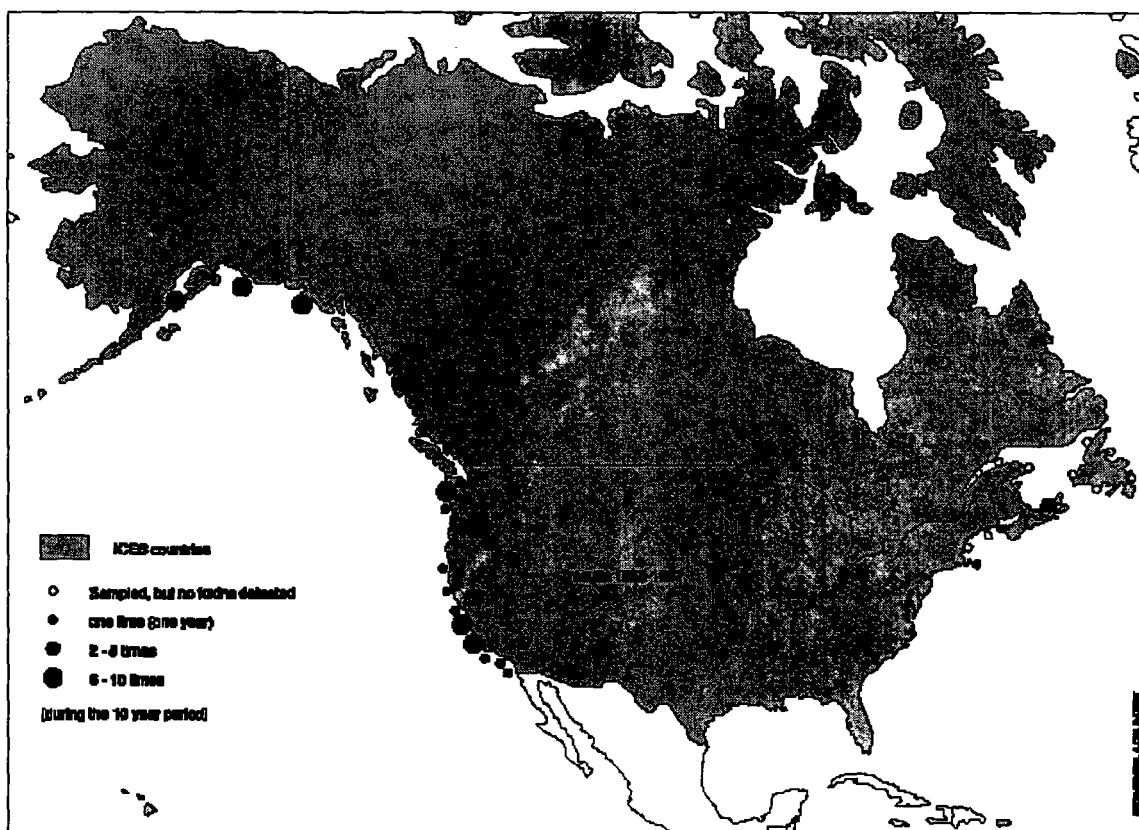 ICES countries
Sampled, but no toxins detected
one time (one year)
2 - 5 times
6 - 10 times
(during the 10 year period)